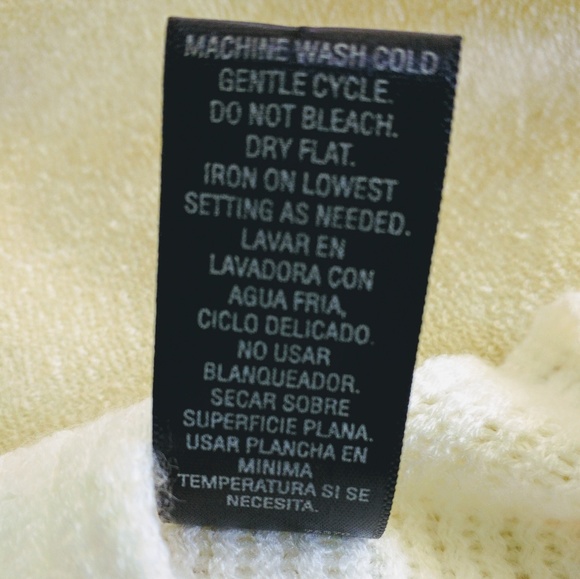 MACHINE WASH COLD
GENTLE CYCLE.
DO NOT BLEACH.
DRY FLAT.
IRON ON LOWEST
SETTING AS NEEDED.
LAVAR EN
LAVADORA CON
AGUA FRIA,
CICLO DELICADO.
NO USAR
BLANQUEADOR.
SECAR SOBRE
SUPERFICIE PLANA.
USAR PLANCHA EN
MINIMA
TEMPERATURA SI SE
NECESITA.